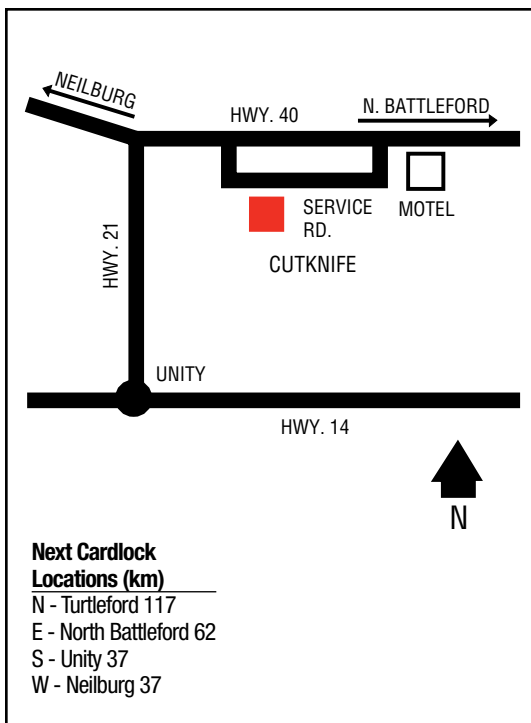 NEILBURG
HWY. 40
N. BATTLEFORD
SERVICE
RD.
MOTEL
CUTKNIFE
HWY. 21
UNITY
HWY. 14
N
Next Cardlock
Locations (km)
N - Turtleford 117
E - North Battleford 62
S - Unity 37
W - Neilburg 37